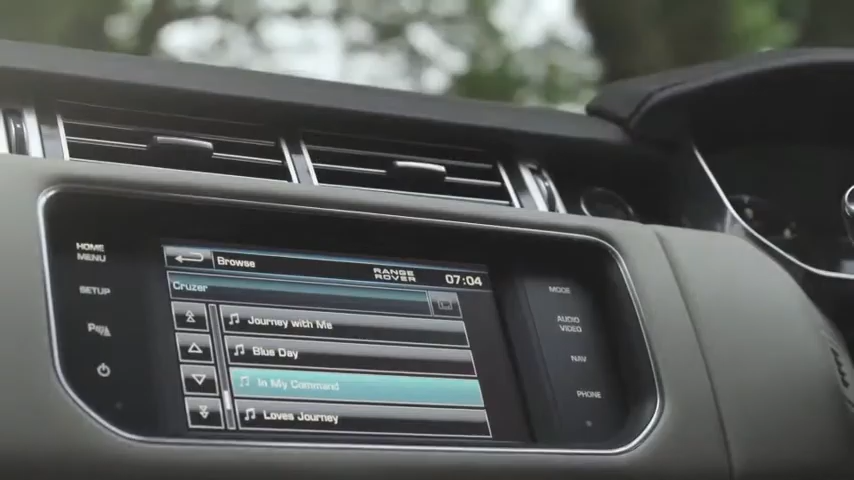 HOME
MENU
SETUP
Browse
RANGE
ROVER
07:04
Cruzer
Journey with Me
Blue Day
In My Command
Loves Journey
MODE
AUDIO
VIDEO
NAV
PHONE